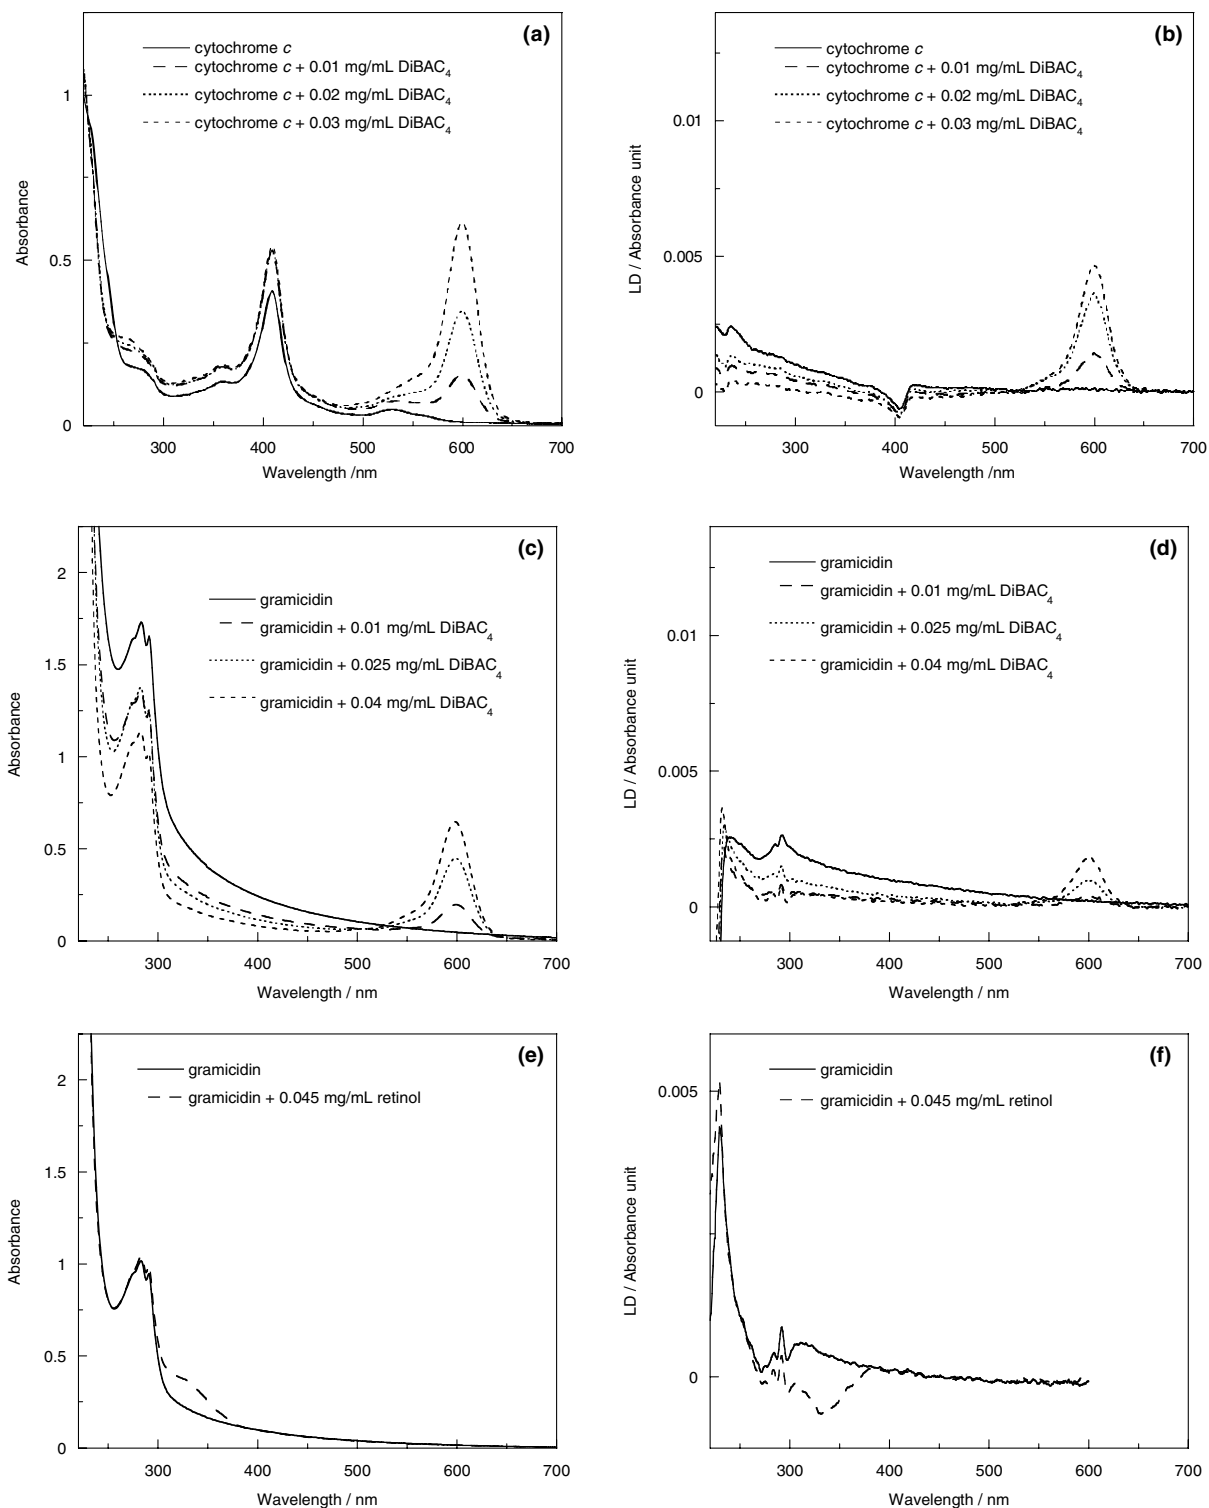 (a)
cytochrome c
cytochrome c + 0.01 mg/mL DiBAC4
cytochrome c + 0.02 mg/mL DiBAC4
cytochrome c + 0.03 mg/mL DiBAC4
1
0.5
0
Absorbance
300 400 500 600 700
Wavelength /nm
(b)
cytochrome c
cytochrome c + 0.01 mg/mL DiBAC4
cytochrome c + 0.02 mg/mL DiBAC4
cytochrome c + 0.03 mg/mL DiBAC4
0.01
0.005
0
LD / Absorbance unit
300 400 500 600 700
Wavelength /nm
(c)
gramicidin
gramicidin + 0.01 mg/mL DiBAC4
gramicidin + 0.025 mg/mL DiBAC4
gramicidin + 0.04 mg/mL DiBAC4
2
1.5
1
0.5
0
Absorbance
300 400 500 600 700
Wavelength / nm
(d)
gramicidin
gramicidin + 0.01 mg/mL DiBAC4
gramicidin + 0.025 mg/mL DiBAC4
gramicidin + 0.04 mg/mL DiBAC4
0.01
0.005
0
LD / Absorbance unit
300 400 500 600 700
Wavelength / nm
(e)
gramicidin
gramicidin + 0.045 mg/mL retinol
2
1.5
1
0.5
0
Absorbance
300 400 500 600 700
Wavelength / nm
(f)
gramicidin
gramicidin + 0.045 mg/mL retinol
0.005
0
LD / Absorbance unit
300 400 500 600 700
Wavelength / nm